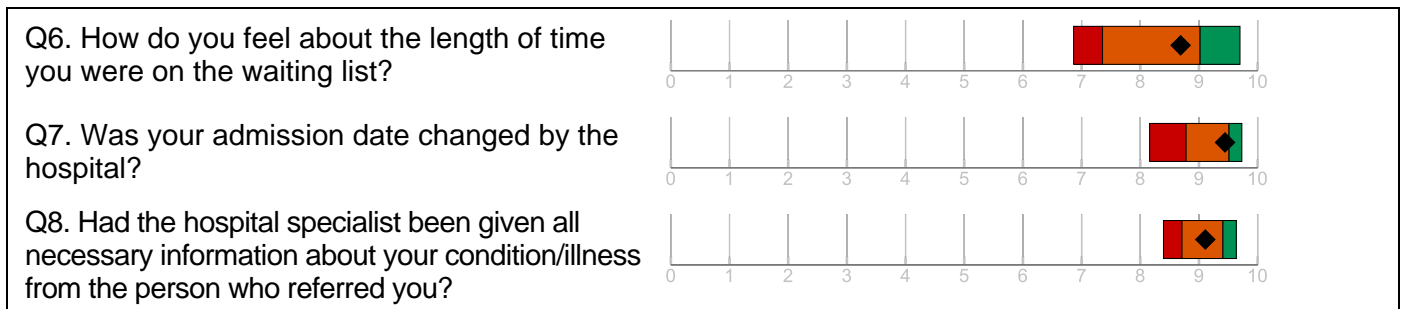 Q6. How do you feel about the length of time
you were on the waiting list?
0 1 2 3 4 5 6 7 8 9 10
Q7. Was your admission date changed by the
hospital?
0 1 2 3 4 5 6 7 8 9 10
Q8. Had the hospital specialist been given all
necessary information about your condition/illness
from the person who referred you?
0 1 2 3 4 5 6 7 8 9 10